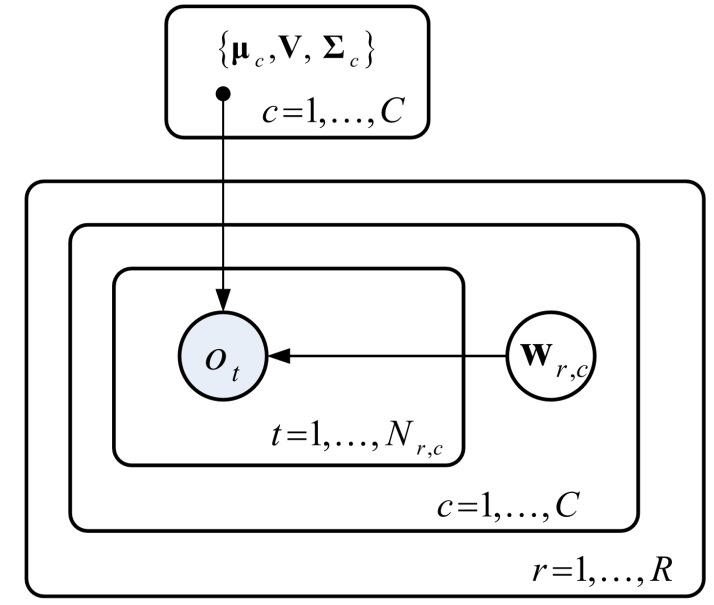 {μ_c,V, Σ_c}
c=1,…,C
o_t
w_{r,c}
t=1,…,N_{r,c}
c=1,…,C
r=1,…,R